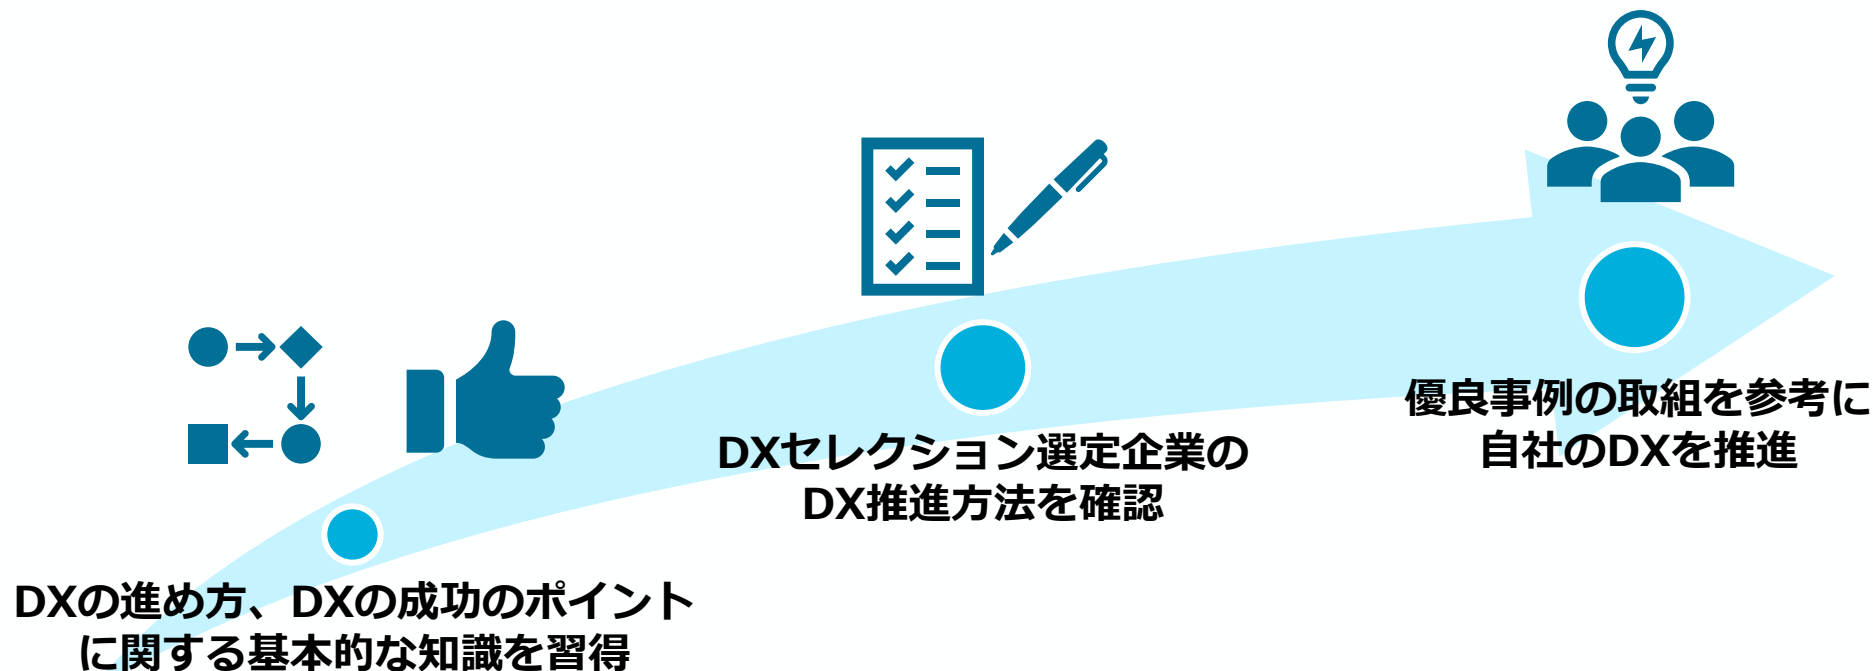 DXの進め方、DXの成功のポイント
に関する基本的な知識を習得
DXセレクション選定企業の
DX推進方法を確認
優良事例の取組を参考に
自社のDXを推進